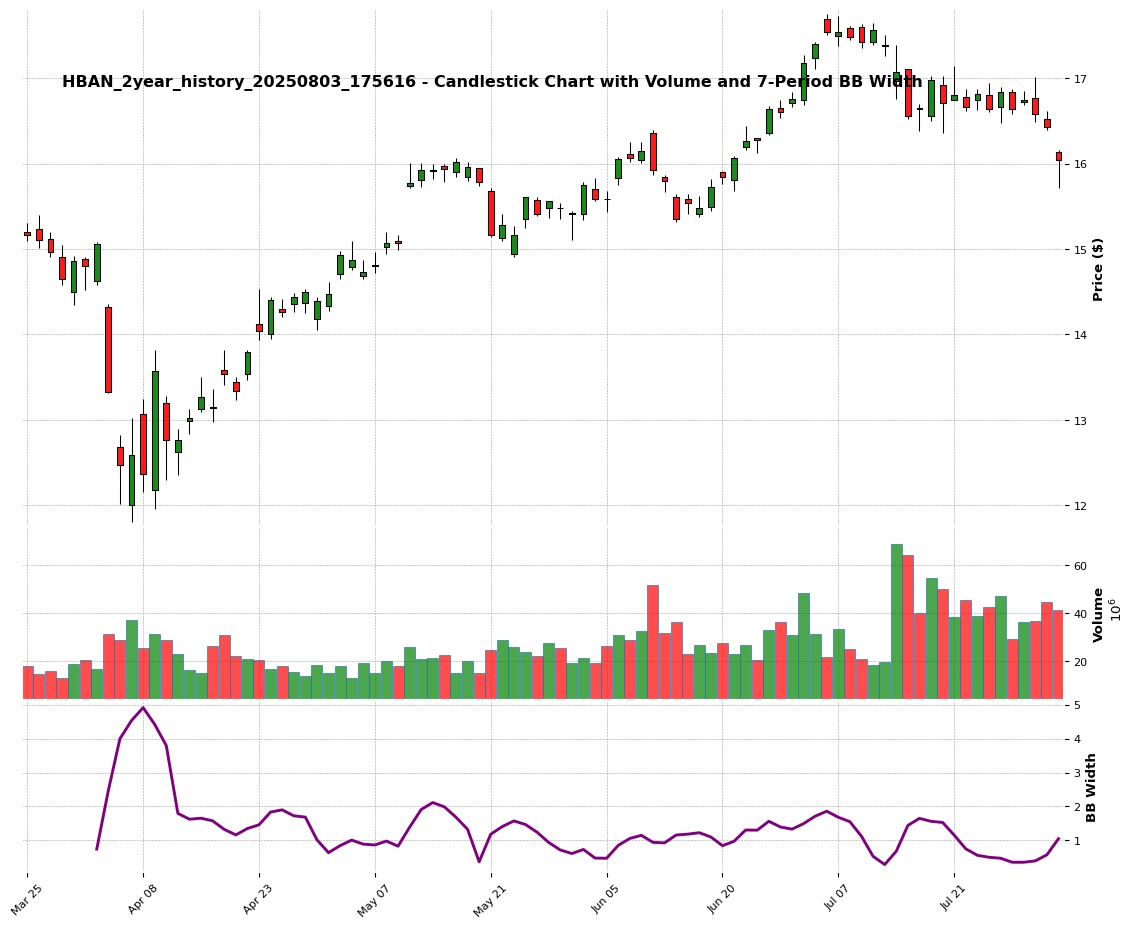 HBAN_2year_history_20250803_175616 - Candlestick Chart with Volume and 7-Period BB Width
17
16
15
14
13
12
Price ($)
60
40
20
Volume
10^6
5
4
3
2
1
BB Width
Mar 25
Apr 08
Apr 23
May 07
May 21
Jun 05
Jun 20
Jul 07
Jul 21